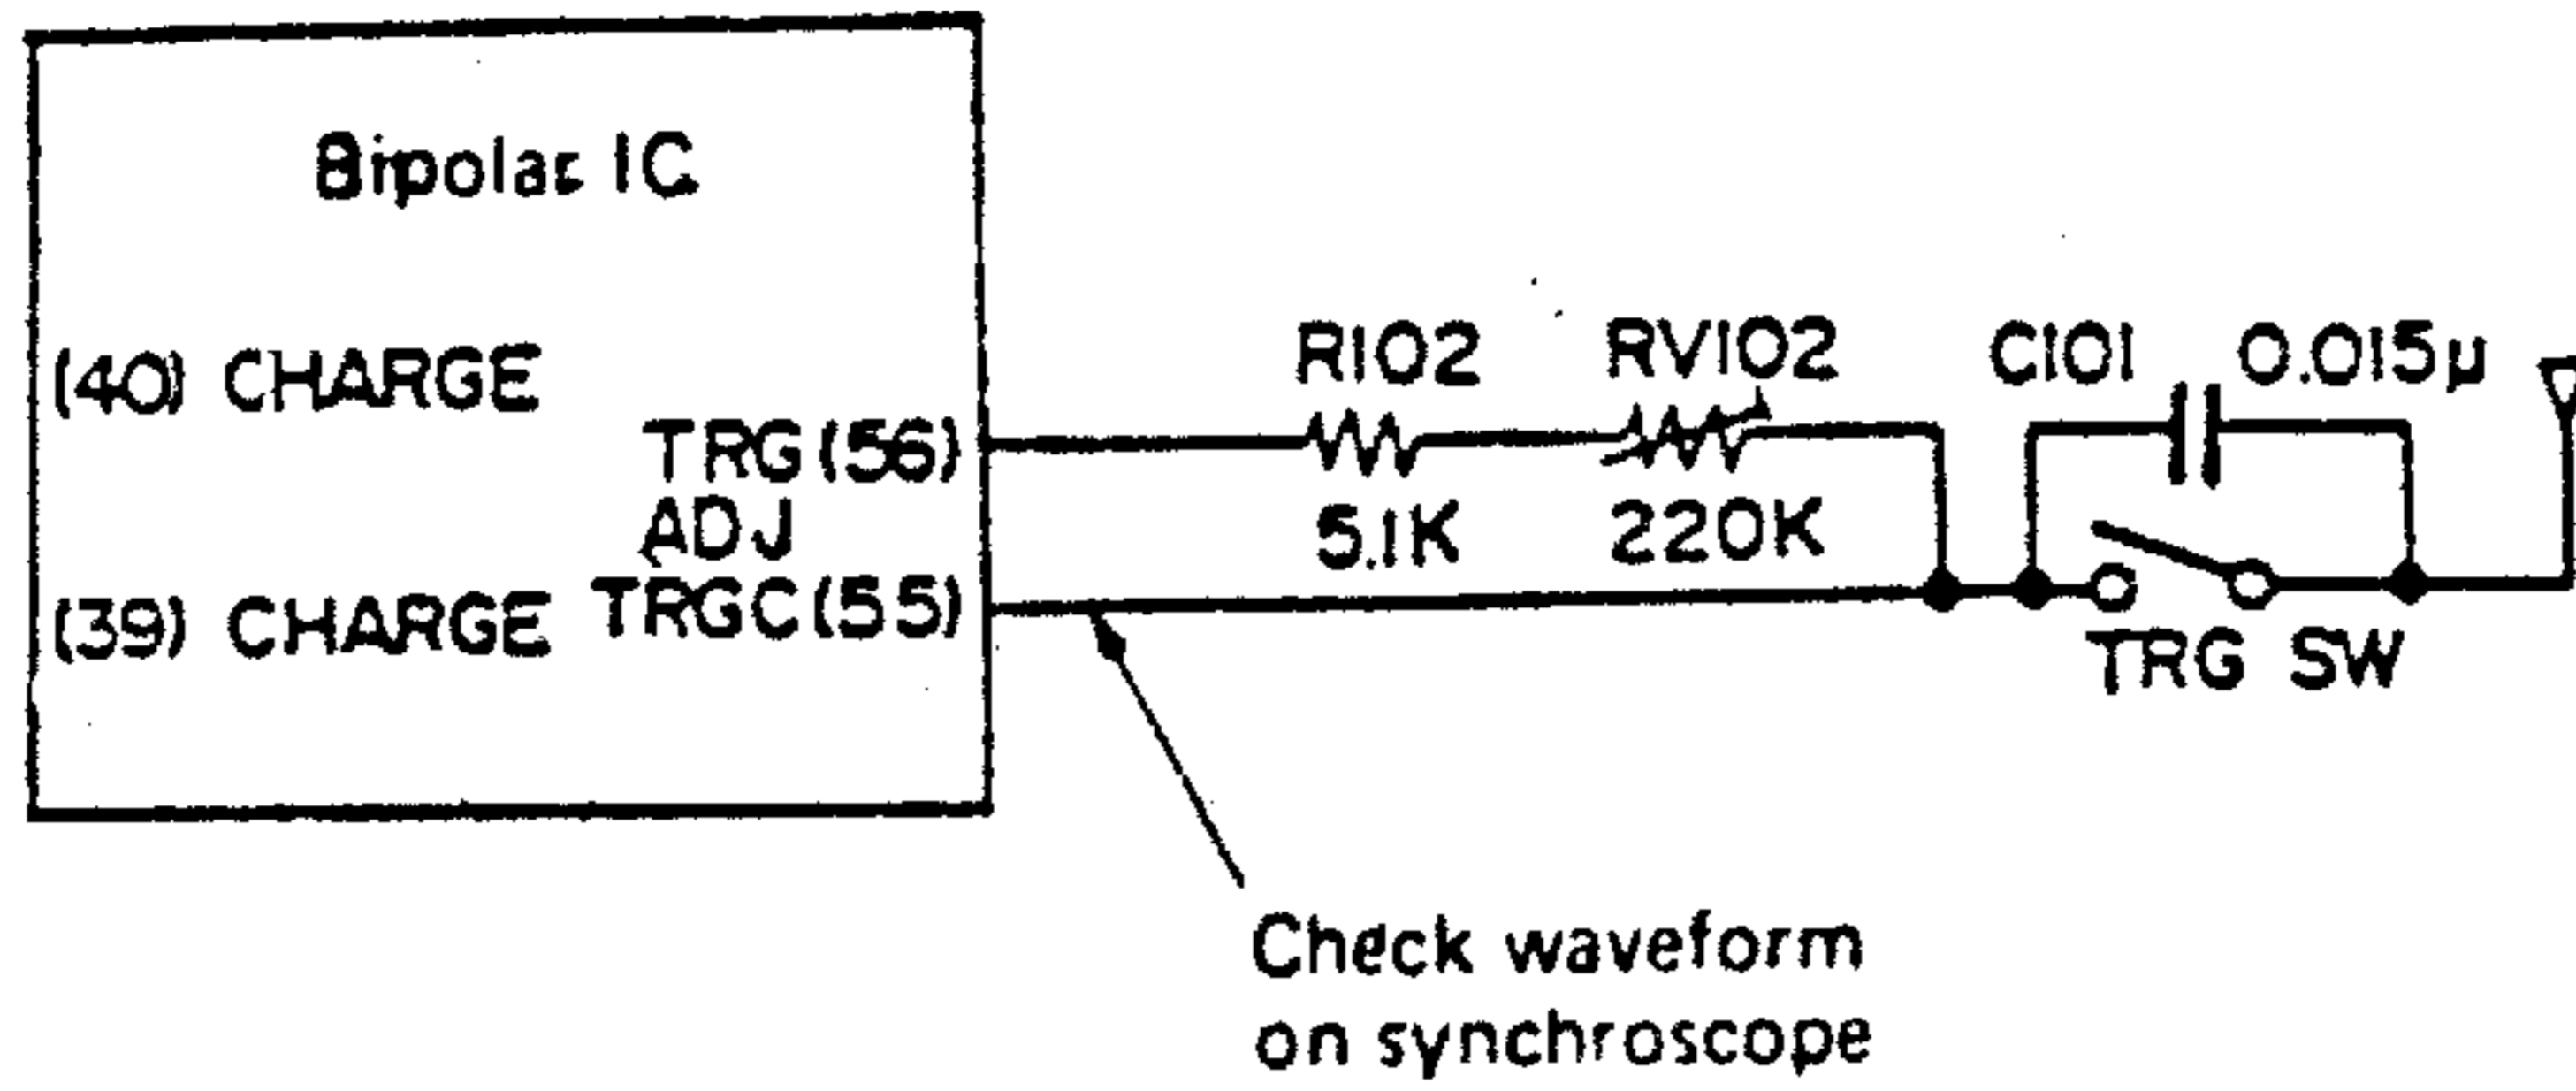 Bipolar IC
(40) CHARGE
TRG (56)
ADJ
(39) CHARGE
TRGC (55)
R102
5.1K
RV102
220K
C101 0.015μ
TRG SW
Check waveform
on synchroscope